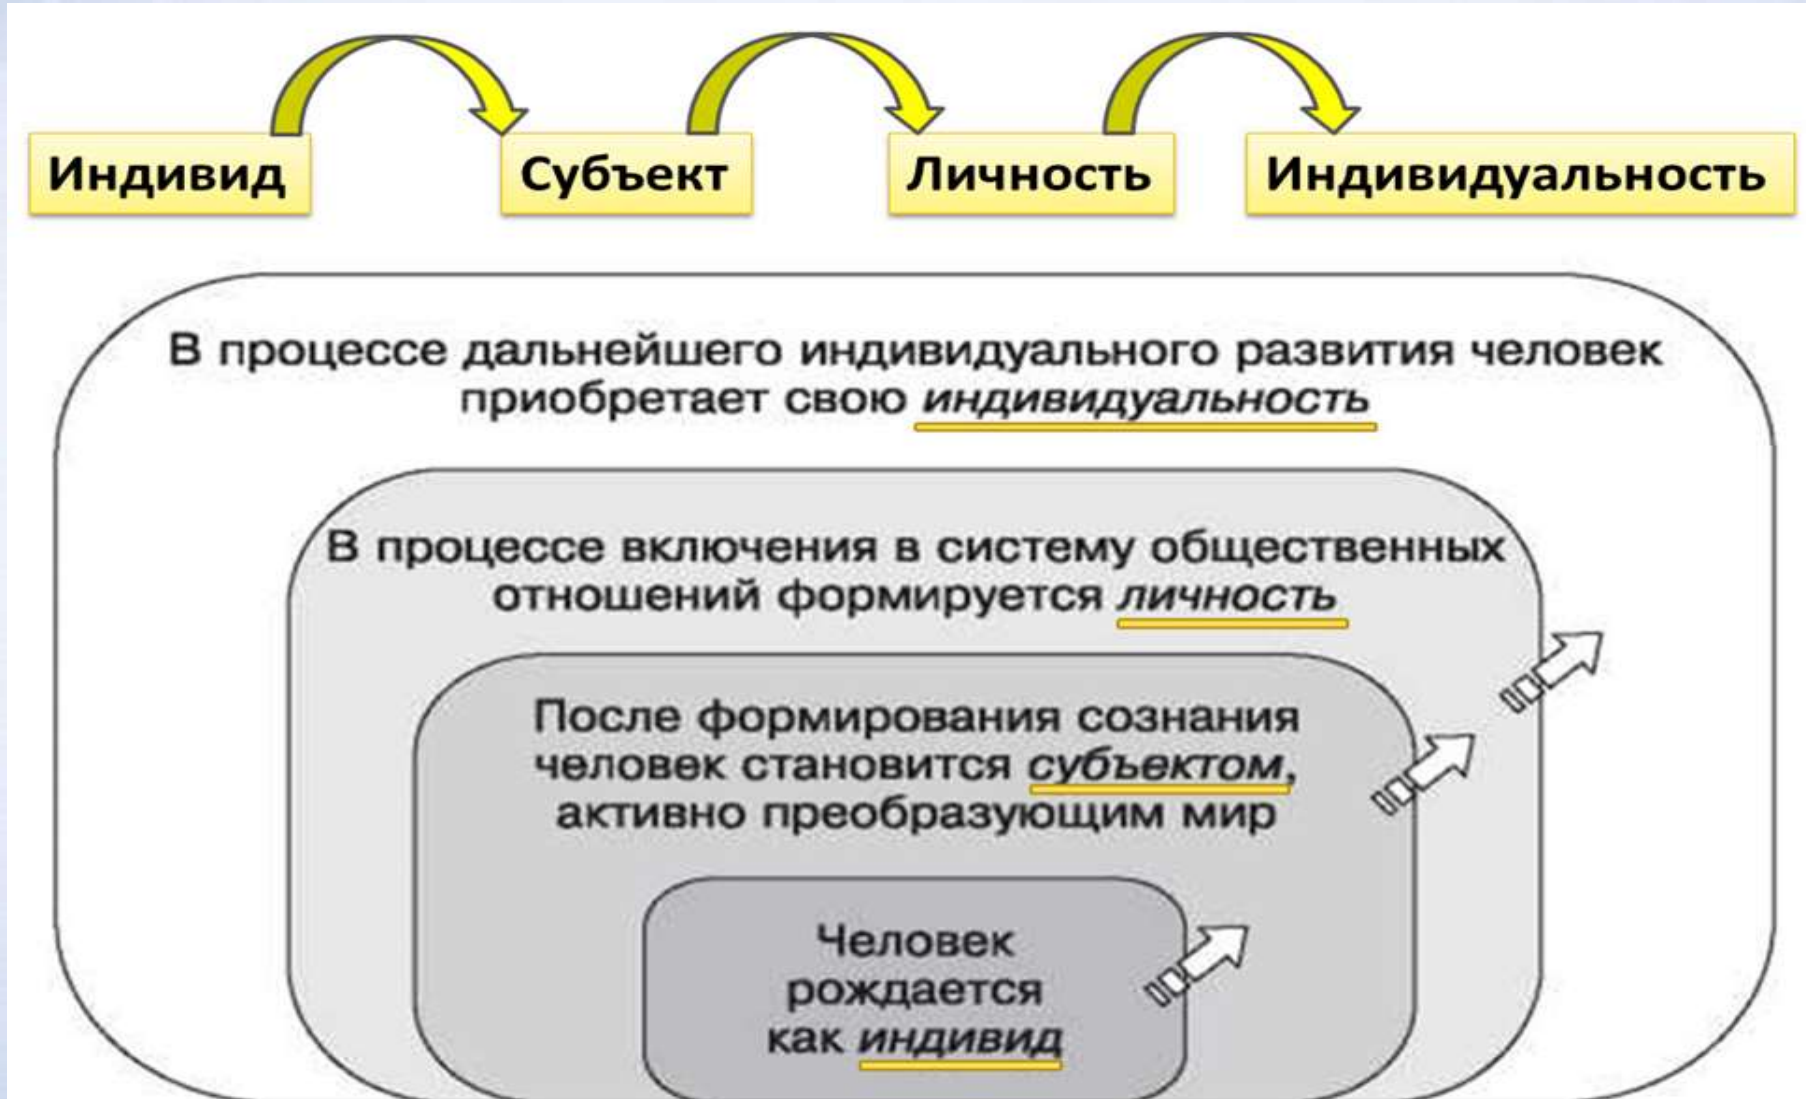 Индивид
Субъект
Личность
Индивидуальность
В процессе дальнейшего индивидуального развития человек
приобретает свою индивидуальность
В процессе включения в систему общественных
отношений формируется личность
После формирования сознания
человек становится субъектом,
активно преобразующим мир
Человек
рождается
как индивид